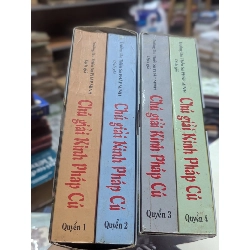 Chú giải Kinh Pháp Cú
Quyển 1
Chú giải Kinh Pháp Cú
Quyển 2
Chú giải Kinh Pháp Cú
Quyển 3
Chú giải Kinh Pháp Cú
Quyển 4